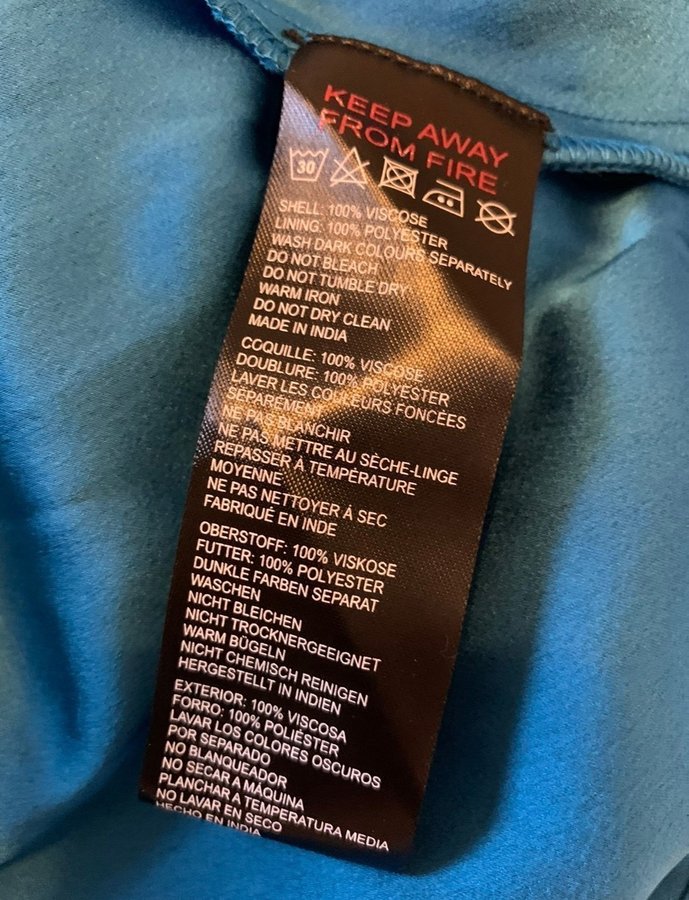 KEEP AWAY
FROM FIRE
30
SHELL: 100% VISCOSE
LINING: 100% POLYESTER
WASH DARK COLOURS SEPARATELY
DO NOT BLEACH
DO NOT TUMBLE DRY
WARM IRON
DO NOT DRY CLEAN
MADE IN INDIA
COQUILLE: 100% VISCOSE
DOUBLURE: 100% POLYESTER
LAVER LES COULEURS FONCÉES
SÉPARÉMENT
NE PAS BLANCHIR
NE PAS METTRE AU SÈCHE-LINGE
REPASSER À TEMPÉRATURE
MOYENNE
NE PAS NETTOYER À SEC
FABRIQUÉ EN INDE
OBERSTOFF: 100% VISKOSE
FUTTER: 100% POLYESTER
DUNKLE FARBEN SEPARAT
WASCHEN
NICHT BLEICHEN
NICHT TROCKNERGEEIGNET
WARM BÜGELN
NICHT CHEMISCH REINIGEN
HERGESTELLT IN INDIEN
EXTERIOR: 100% VISCOSA
FORRO: 100% POLIÉSTER
LAVAR LOS COLORES OSCUROS
POR SEPARADO
NO BLANQUEADOR
NO SECAR A MÁQUINA
PLANCHAR A TEMPERATURA MEDIA
NO LAVAR EN SECO
HECHO EN INDIA